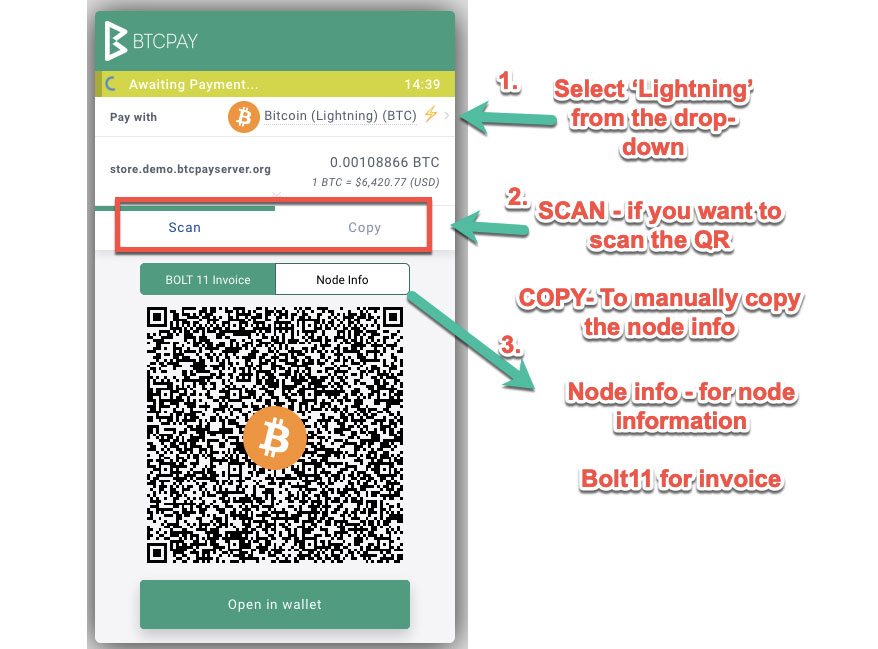 BTCPAY
Awaiting Payment...
14:39
Pay with
Bitcoin (Lightning) (BTC)
store.demo.btcpayserver.org
0.00108866 BTC
1 BTC = $6,420.77 (USD)
Scan
Copy
BOLT 11 Invoice
Node Info
Open in wallet
1.
Select ‘Lightning’
from the drop-
down
2.
SCAN - if you want to
scan the QR
COPY- To manually copy
the node info
3.
Node info - for node
information
Bolt11 for invoice